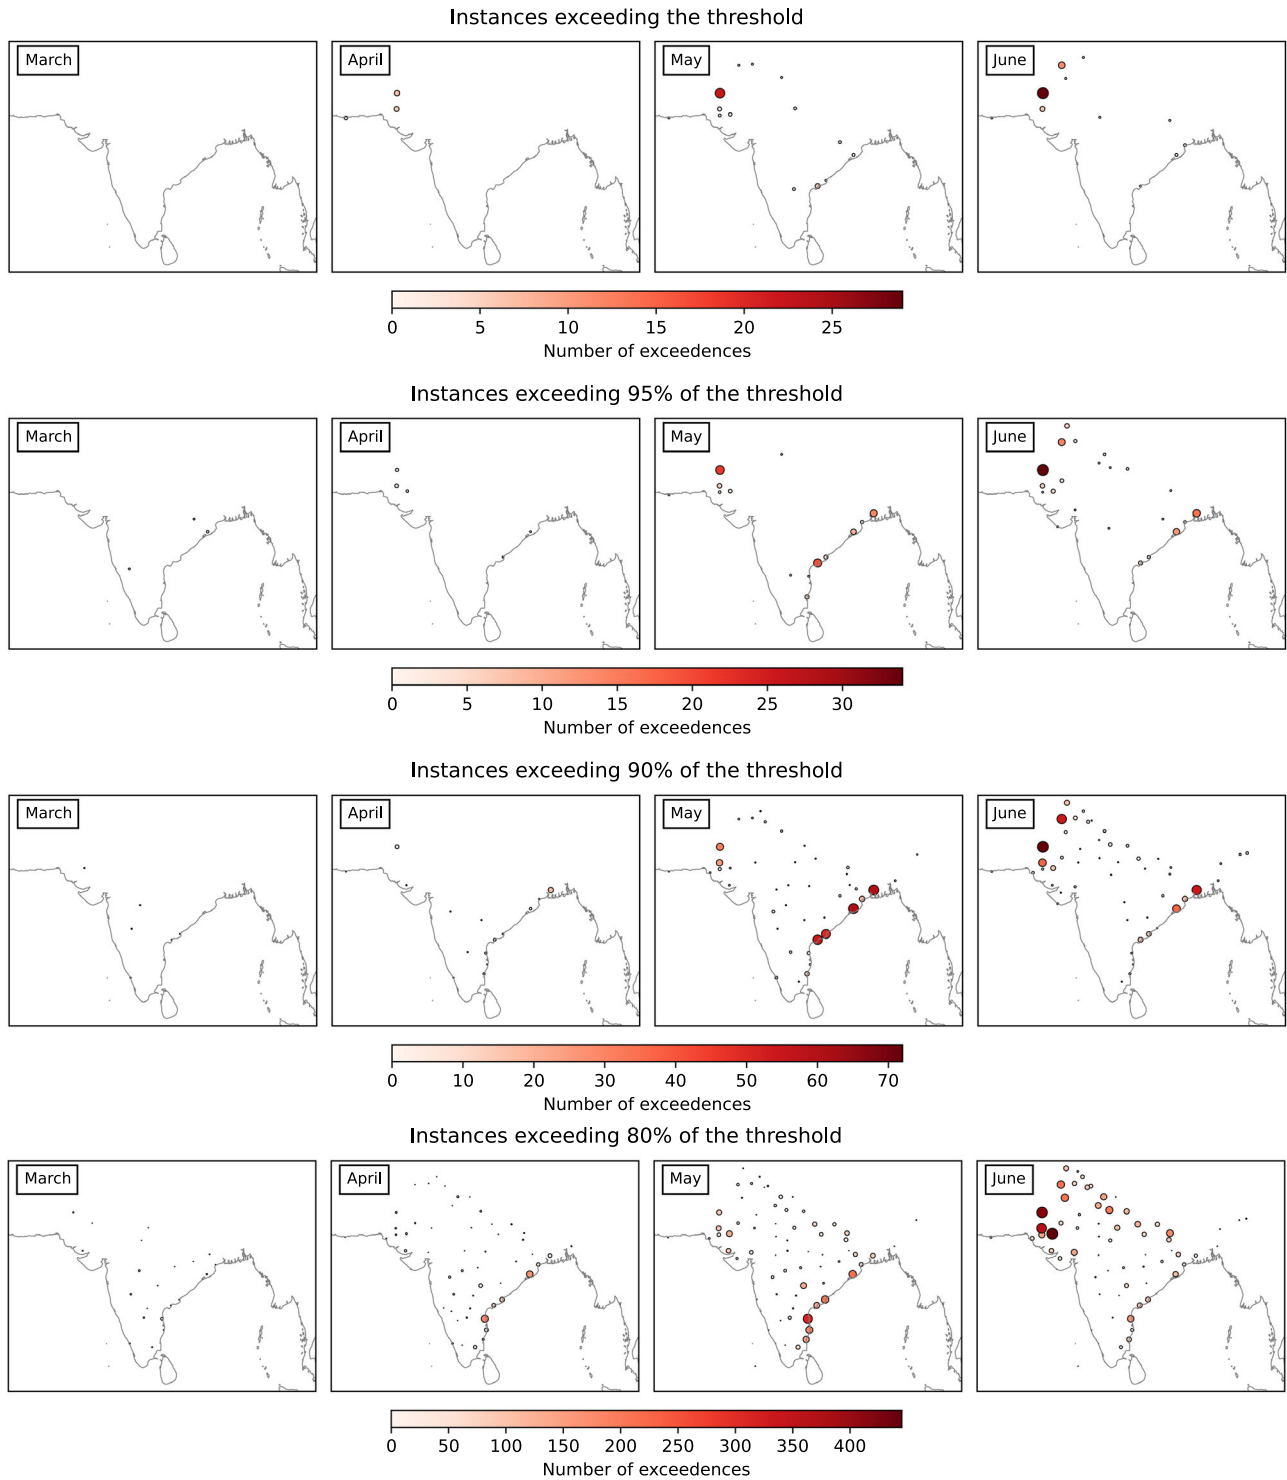 Instances exceeding the threshold
March April May June
0 5 10 15 20 25
Number of exceedences
Instances exceeding 95% of the threshold
March April May June
0 5 10 15 20 25 30
Number of exceedences
Instances exceeding 90% of the threshold
March April May June
0 10 20 30 40 50 60 70
Number of exceedences
Instances exceeding 80% of the threshold
March April May June
0 50 100 150 200 250 300 350 400
Number of exceedences